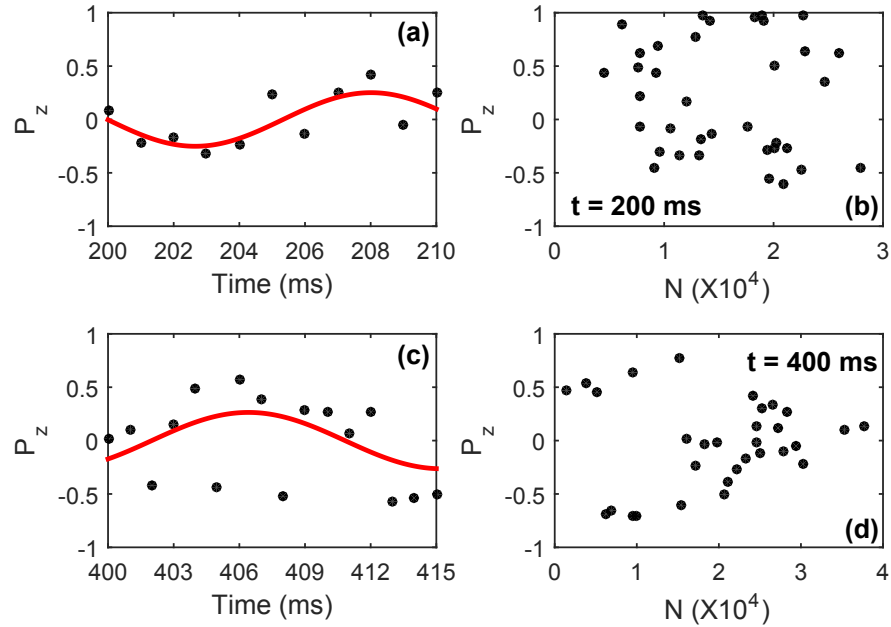 1
0.5
0
-0.5
-1
P_z
(a)
200 202 204 206 208 210
Time (ms)
1
0.5
0
-0.5
-1
P_z
t = 200 ms
(b)
0 1 2 3
N (X10^4)
1
0.5
0
-0.5
-1
P_z
(c)
400 403 406 409 412 415
Time (ms)
1
0.5
0
-0.5
-1
P_z
t = 400 ms
(d)
0 1 2 3 4
N (X10^4)